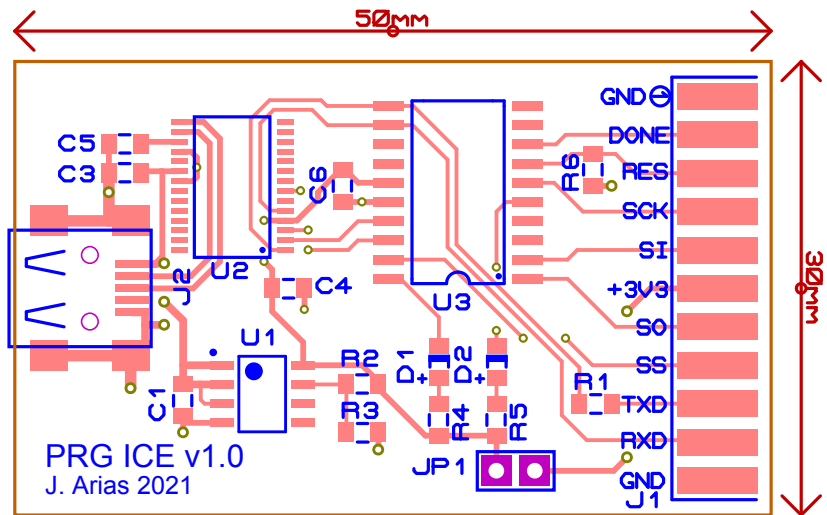 50mm
GND 1
C5
DONE
C3
C6
R6
RES
SCK
U2
J2
SI
C4
U3
+3V3
30mm
SO
U1
SS
R2
D1
D2
+
+
R1
C1
TXD
R3
R4
R5
RXD
PRG ICE v1.0
JP1
GND
J. Arias 2021
J1